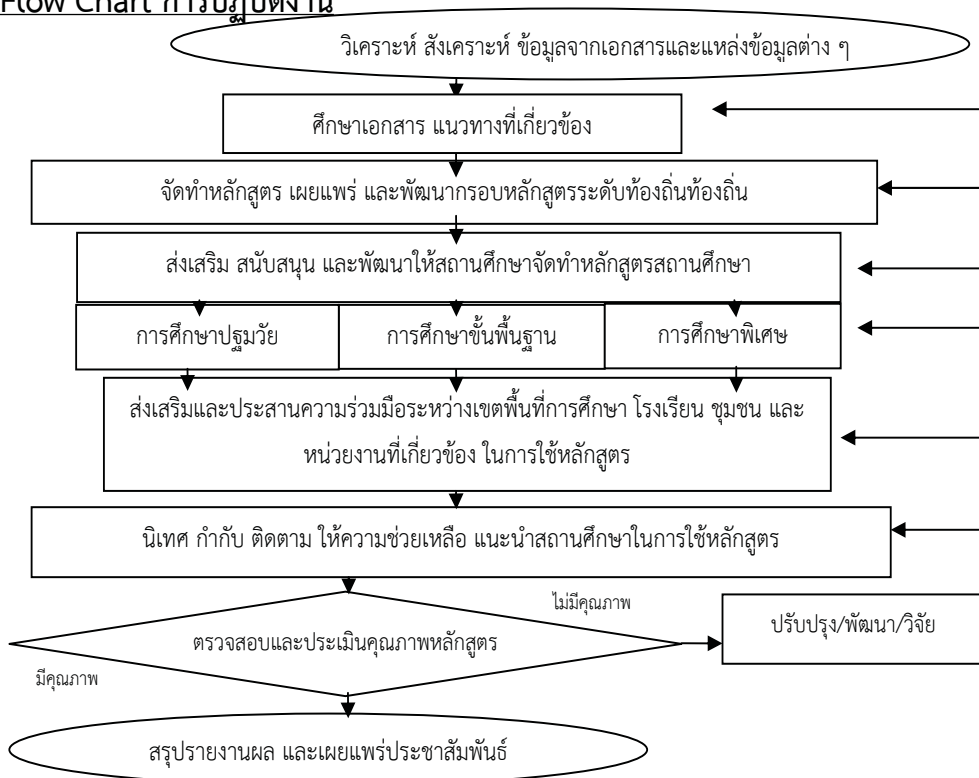 Flow Chart การปฏิบัติงาน
วิเคราะห์ สังเคราะห์ ข้อมูลจากเอกสารและแหล่งข้อมูลต่าง ๆ
ศึกษาเอกสาร แนวทางที่เกี่ยวข้อง
จัดทำหลักสูตร เผยแพร่ และพัฒนากรอบหลักสูตรระดับท้องถิ่นท้องถิ่น
ส่งเสริม สนับสนุน และพัฒนาให้สถานศึกษาจัดทำหลักสูตรสถานศึกษา
การศึกษาปฐมวัย
การศึกษาขั้นพื้นฐาน
การศึกษาพิเศษ
ส่งเสริมและประสานความร่วมมือระหว่างเขตพื้นที่การศึกษา โรงเรียน ชุมชน และ
หน่วยงานที่เกี่ยวข้อง ในการใช้หลักสูตร
นิเทศ กำกับ ติดตาม ให้ความช่วยเหลือ แนะนำสถานศึกษาในการใช้หลักสูตร
ไม่มีคุณภาพ
ปรับปรุง/พัฒนา/วิจัย
ตรวจสอบและประเมินคุณภาพหลักสูตร
มีคุณภาพ
สรุปรายงานผล และเผยแพร่ประชาสัมพันธ์